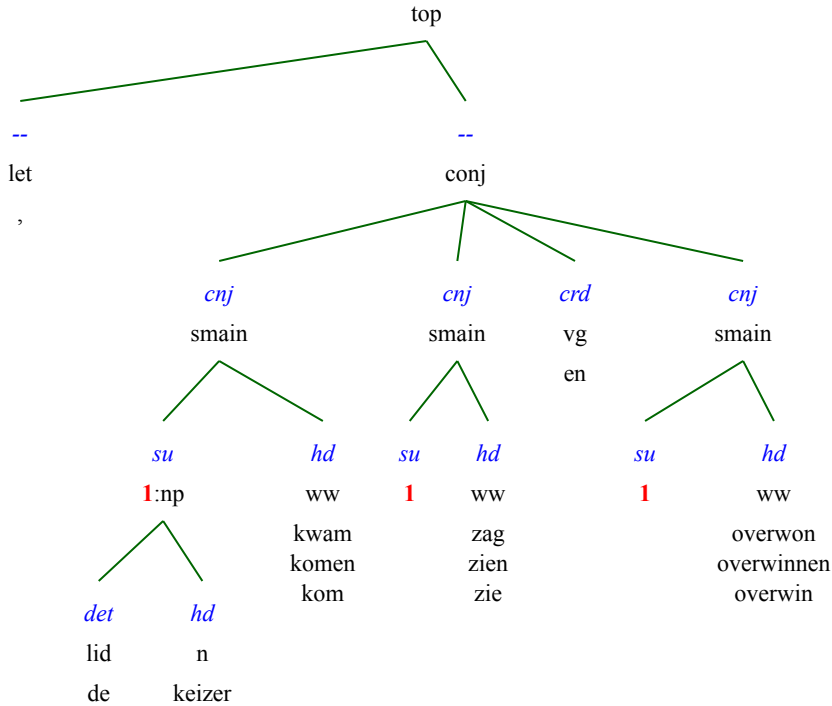 top
-- --
let conj
,
cnj cnj crd cnj
smain smain vg smain
en
su hd su hd su hd
1:np ww 1 ww 1 ww
kwam zag overwon
komen zien overwinnen
kom zie overwin
det hd
lid n
de keizer